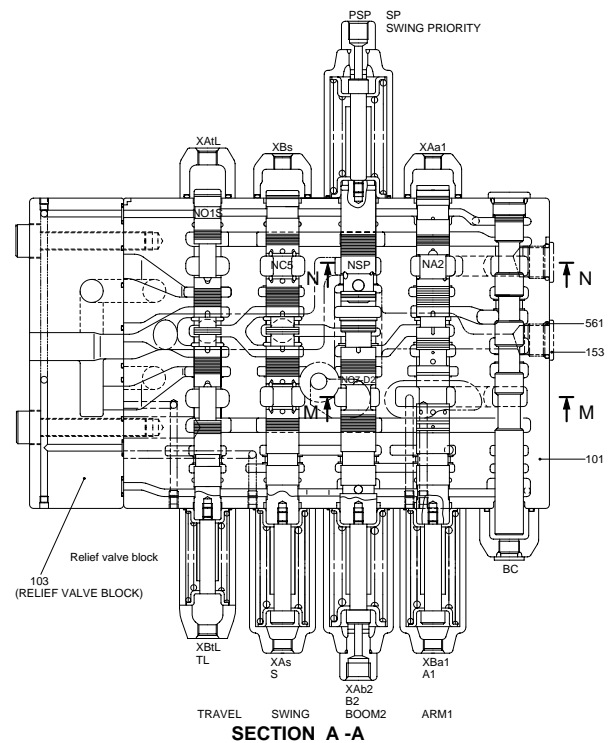 PSP SP
SWING PRIORITY
XAtL XBs XAa1
NO1S
N NC5 NSP NA2 N
561
153
M M
101
Relief valve block
103
(RELIEF VALVE BLOCK)
BC
XBtL
TL
XAs
S
XAb2
B2
XBa1
A1
TRAVEL SWING BOOM2 ARM1
SECTION A -A